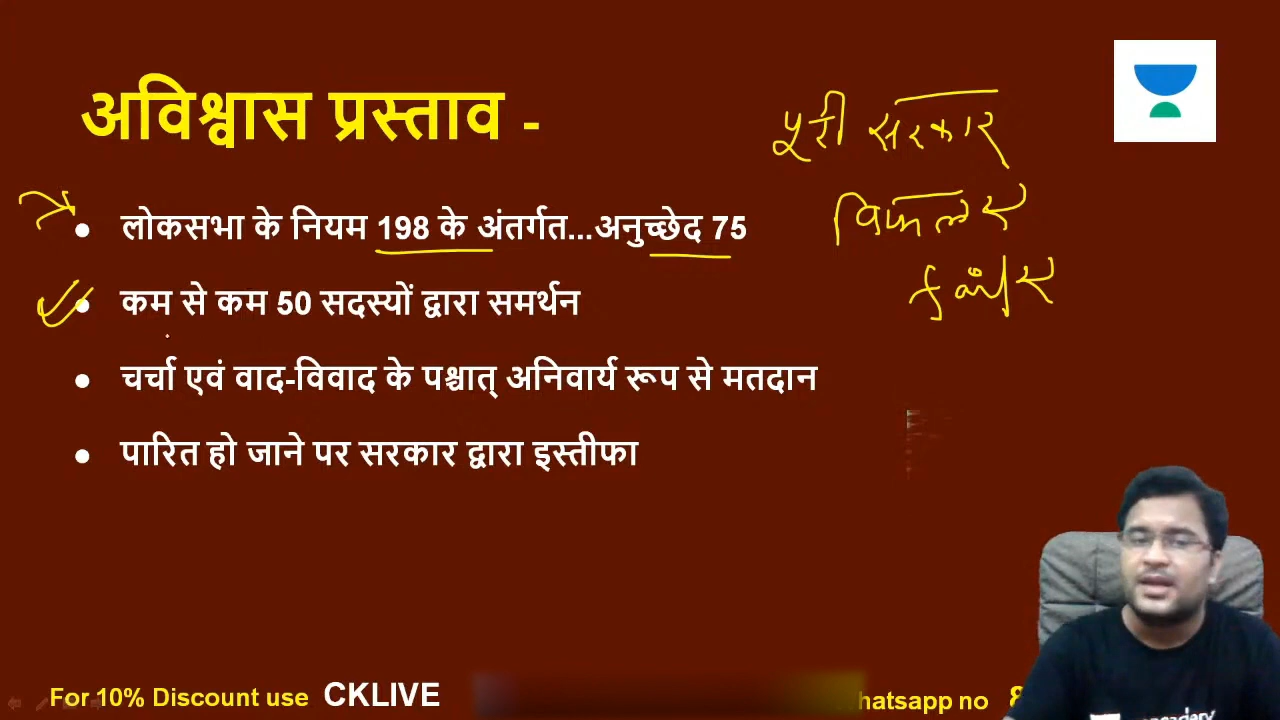 अविश्वास प्रस्ताव -
पूरी सरकार
लोकसभा के नियम 198 के अंतर्गत...अनुच्छेद 75
कम से कम 50 सदस्यों द्वारा समर्थन
चर्चा एवं वाद-विवाद के पश्चात् अनिवार्य रूप से मतदान
पारित हो जाने पर सरकार द्वारा इस्तीफा
For 10% Discount use CKLIVE
hatsapp no 8